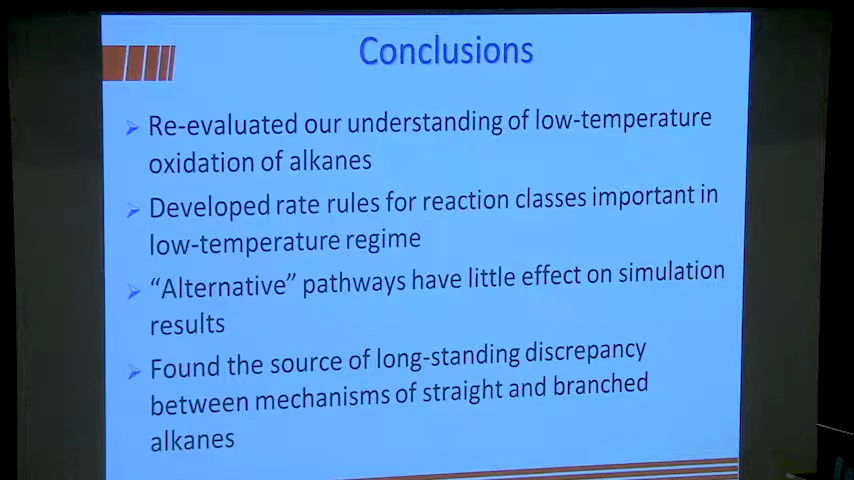 Conclusions
Re-evaluated our understanding of low-temperature
oxidation of alkanes
Developed rate rules for reaction classes important in
low-temperature regime
“Alternative” pathways have little effect on simulation
results
Found the source of long-standing discrepancy
between mechanisms of straight and branched
alkanes